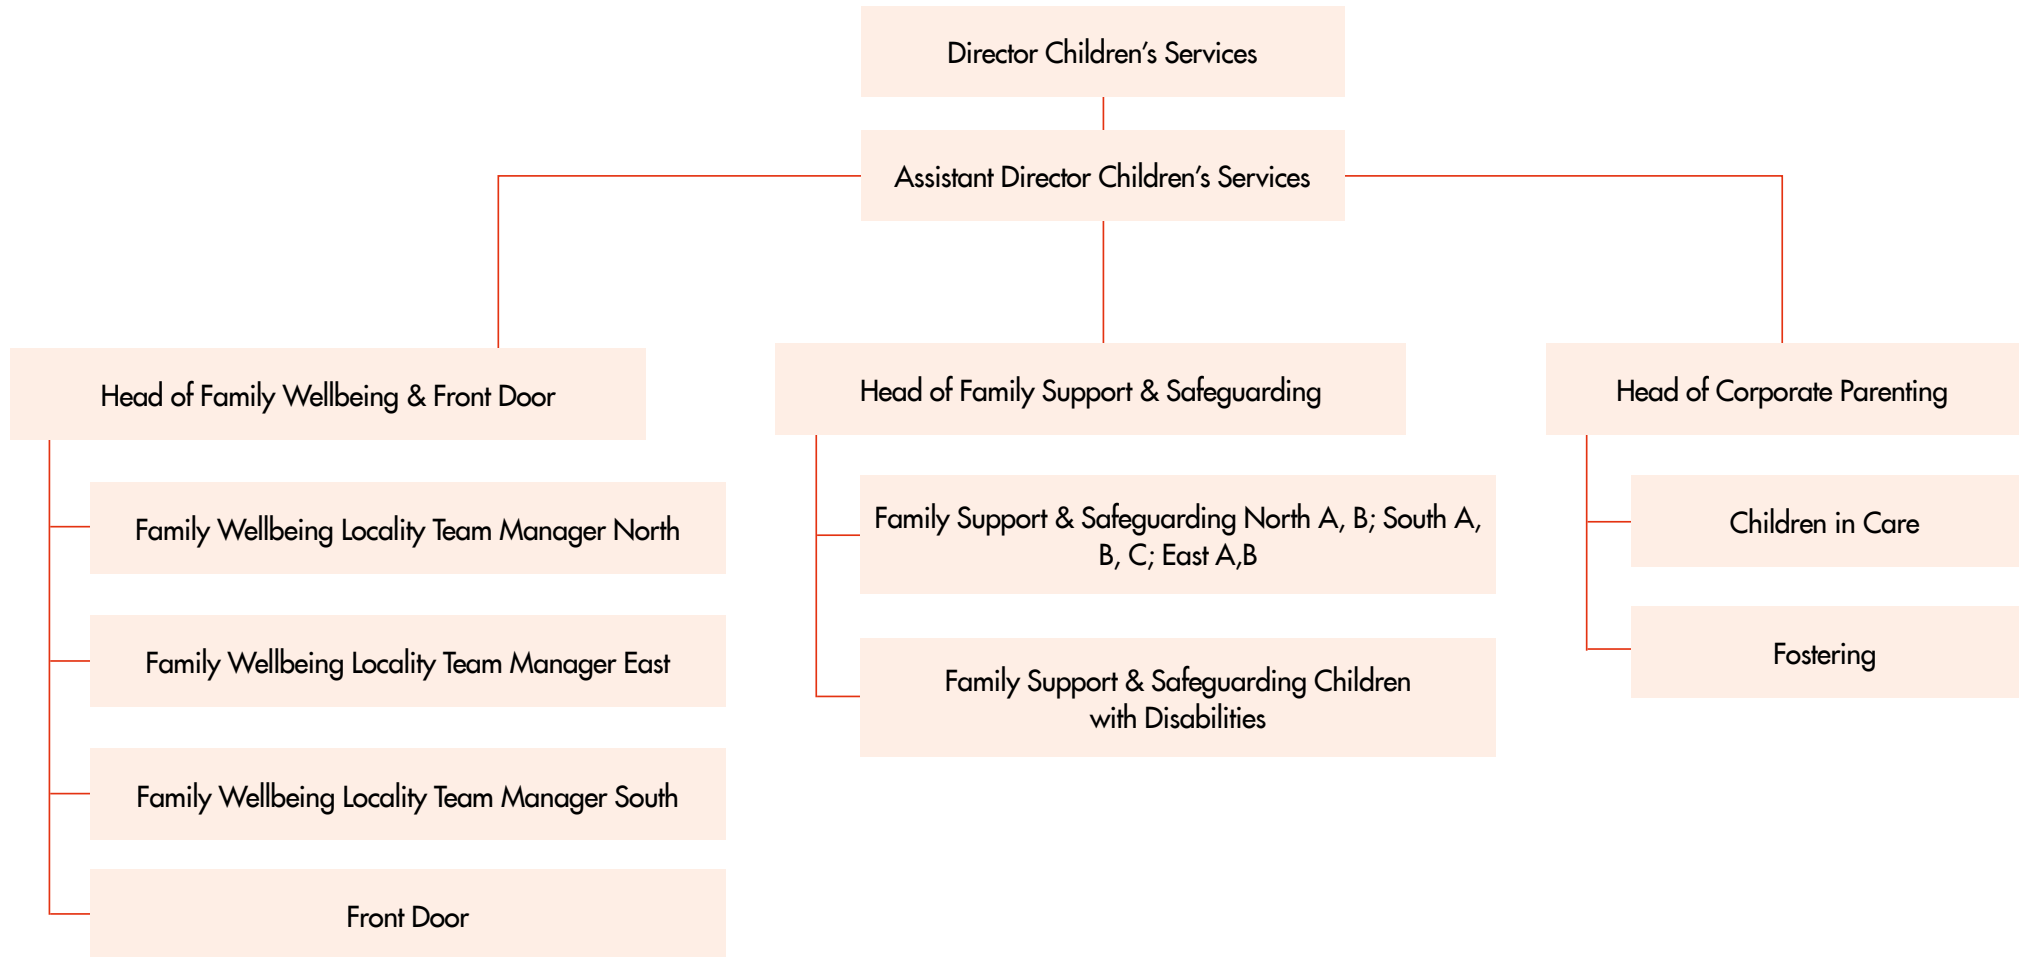 Director Children’s Services
Assistant Director Children’s Services
Head of Family Wellbeing & Front Door
Family Wellbeing Locality Team Manager North
Family Wellbeing Locality Team Manager East
Family Wellbeing Locality Team Manager South
Front Door
Head of Family Support & Safeguarding
Family Support & Safeguarding North A, B; South A,
B, C; East A,B
Family Support & Safeguarding Children
with Disabilities
Head of Corporate Parenting
Children in Care
Fostering